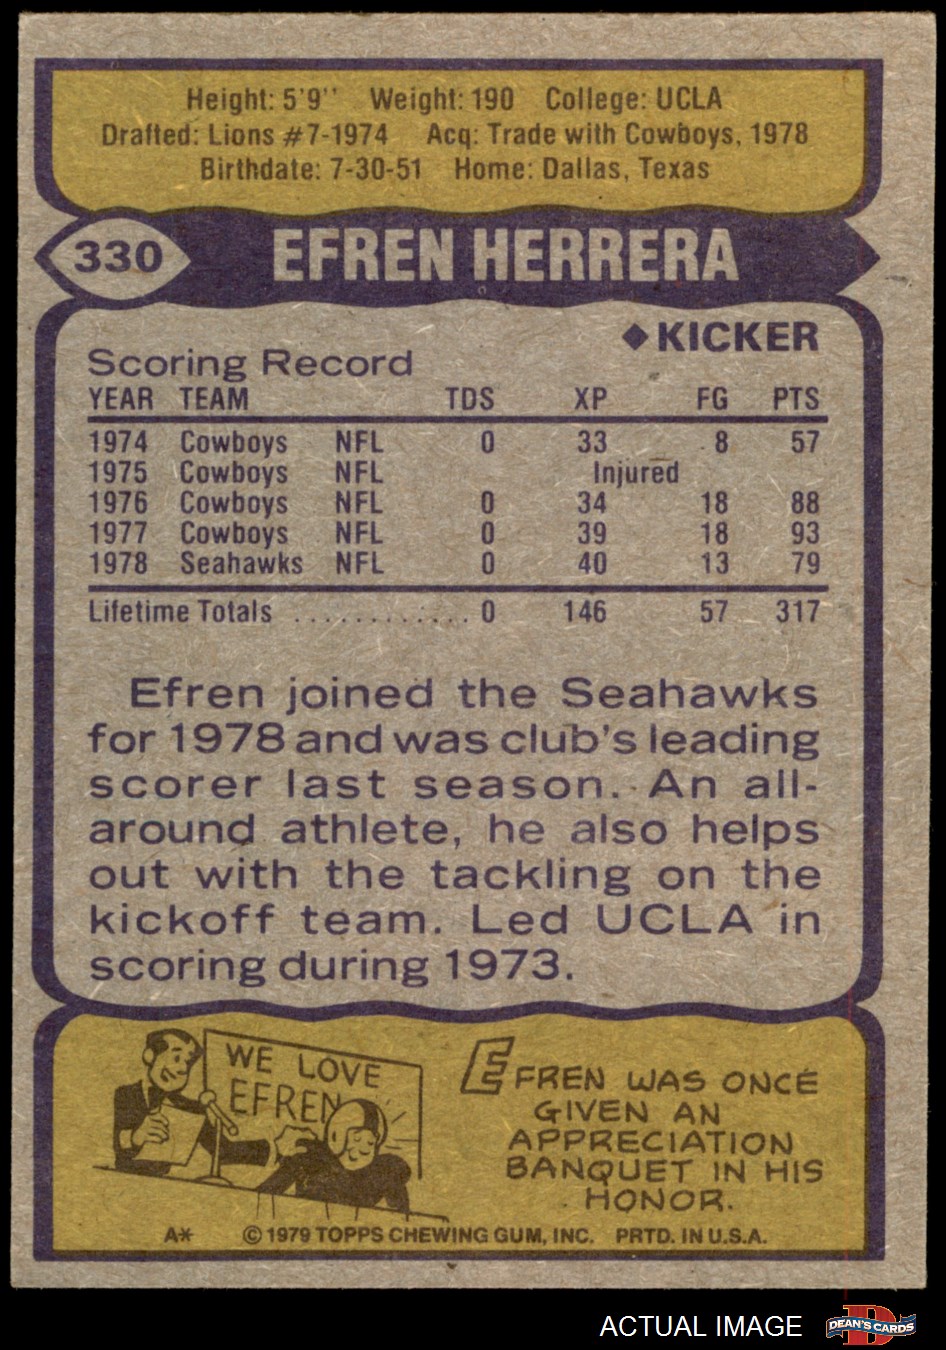 Height: 5'9'' Weight: 190 College: UCLA
Drafted: Lions #7-1974 Acq: Trade with Cowboys, 1978
Birthdate: 7-30-51 Home: Dallas, Texas
330 EFREN HERRERA
◆KICKER
Scoring Record
YEAR TEAM TDS XP FG PTS
1974 Cowboys NFL 0 33 8 57
1975 Cowboys NFL Injured
1976 Cowboys NFL 0 34 18 88
1977 Cowboys NFL 0 39 18 93
1978 Seahawks NFL 0 40 13 79
Lifetime Totals ............. 0 146 57 317
Efren joined the Seahawks
for 1978 and was club's leading
scorer last season. An all-
around athlete, he also helps
out with the tackling on the
kickoff team. Led UCLA in
scoring during 1973.
WE LOVE
EFREN
EFREN WAS ONCE
GIVEN AN
APPRECIATION
BANQUET IN HIS
HONOR.
A* © 1979 TOPPS CHEWING GUM, INC. PRTD. IN U.S.A.
ACTUAL IMAGE
D
DEAN'S CARDS